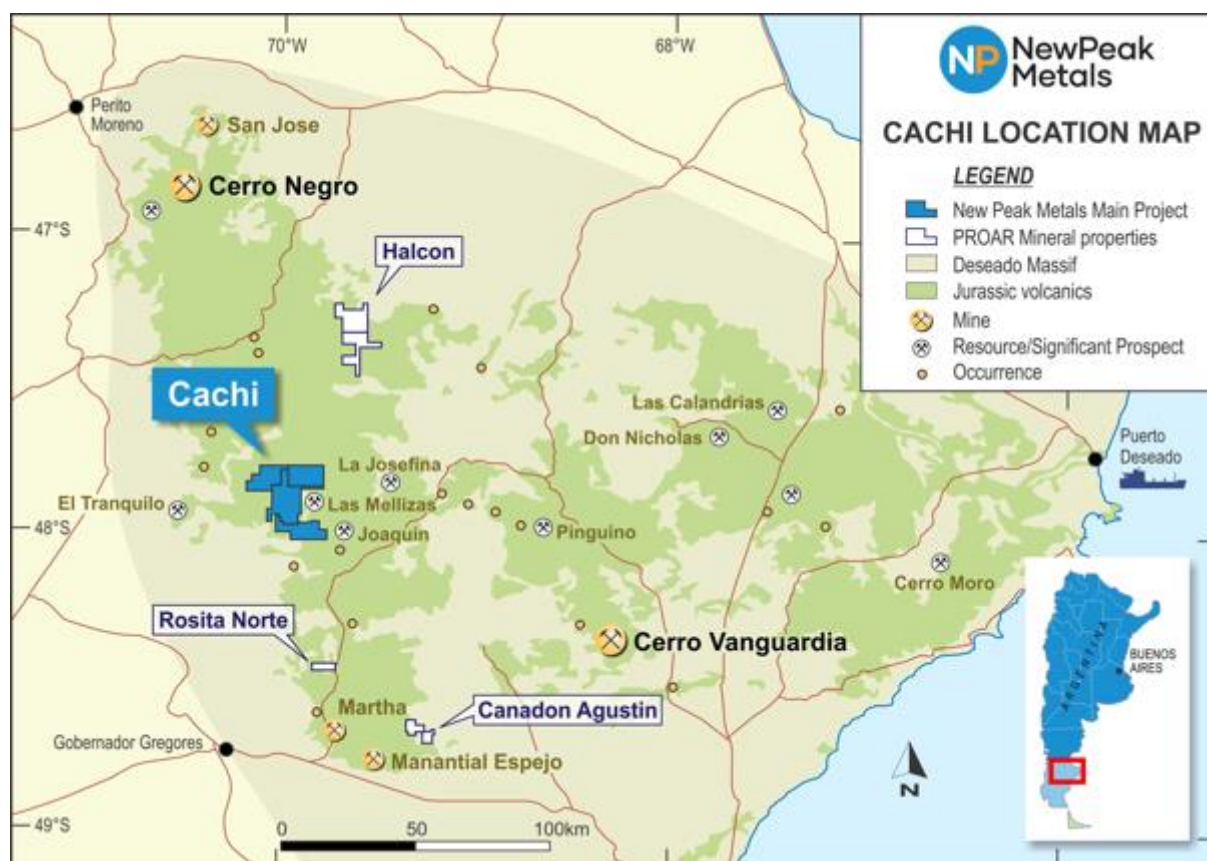 70°W
68°W
NP NewPeak
Metals
CACHI LOCATION MAP
LEGEND
New Peak Metals Main Project
PROAR Mineral properties
Deseado Massif
Jurassic volcanics
Mine
Resource/Significant Prospect
Occurrence
Perito
Moreno
San Jose
Cerro Negro
47°S
Halcon
Cachi
Las Calandrias
Don Nicholas
Puerto
Deseado
La Josefina
El Tranquilo
Las Mellizas
48°S
Joaquin
Pinguino
Cerro Moro
Rosita Norte
Cerro Vanguardia
Martha
Canadon Agustin
Gobernador Gregores
Manantial Espejo
N
ARGENTINA
BUENOS
AIRES
49°S
0
50
100km